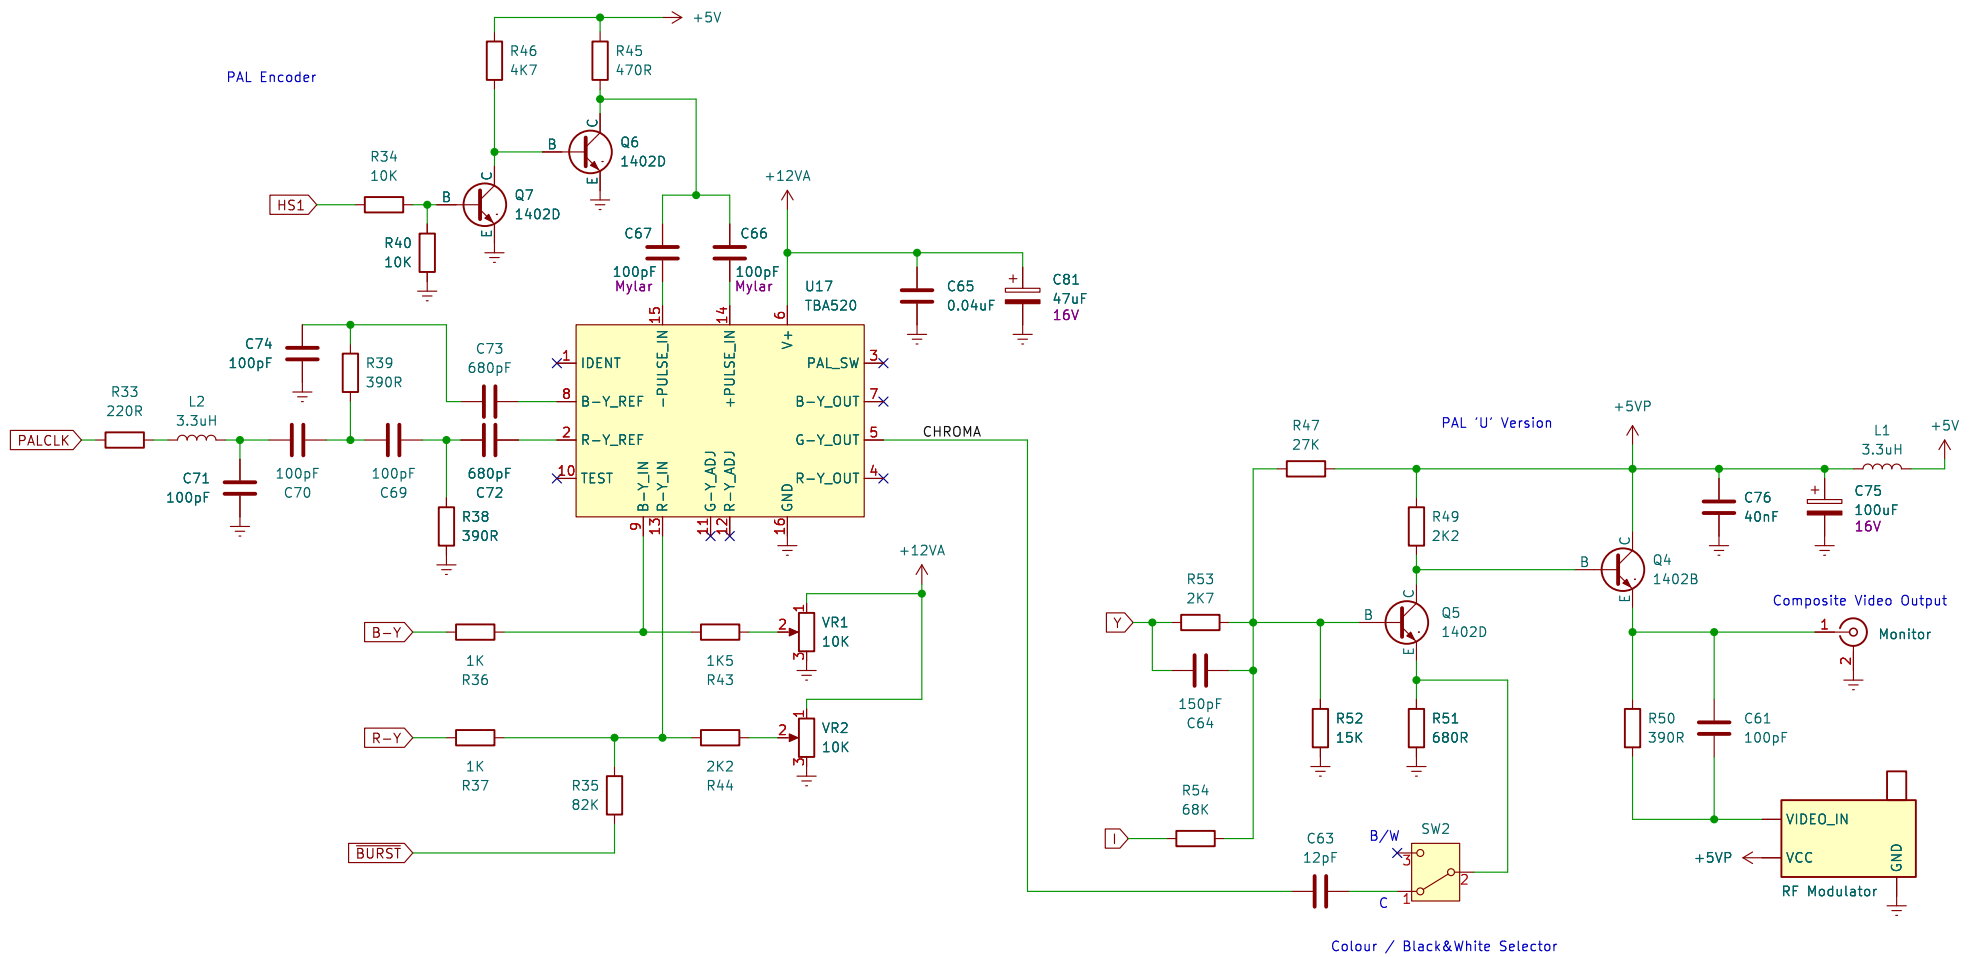 +5V
R46
4K7
R45
470R
PAL Encoder
C
B
Q6
1402D
E
R34
10K
HS1
B
C
Q7
1402D
E
R40
10K
+12VA
C67
100pF
Mylar
C66
100pF
Mylar
U17
TBA520
C65
0.04uF
+
C81
47uF
16V
15
14
6
-PULSE_IN
+PULSE_IN
V+
1
IDENT
8
B-Y_REF
2
R-Y_REF
10
TEST
PAL_SW
3
B-Y_OUT
7
G-Y_OUT
5
R-Y_OUT
4
B-Y_IN
R-Y_IN
G-Y_ADJ
R-Y_ADJ
GND
9
13
11
12
16
C74
100pF
R39
390R
C73
680pF
R33
220R
L2
3.3uH
PALCLK
C71
100pF
100pF
C70
100pF
C69
680pF
C72
R38
390R
CHROMA
+12VA
B-Y
1K
R36
1K5
R43
1
2
3
VR1
10K
R-Y
1K
R37
2K2
R44
1
2
3
VR2
10K
R35
82K
BURST
R47
27K
PAL 'U' Version
+5VP
L1
3.3uH
+5V
R49
2K2
C76
40nF
+
C75
100uF
16V
C
B
Q4
1402B
E
R53
2K7
Y
B
C
Q5
1402D
E
Composite Video Output
1
Monitor
2
150pF
C64
R52
15K
R51
680R
R50
390R
C61
100pF
R54
68K
I
C63
12pF
B/W
SW2
3
2
1
C
VIDEO_IN
+5VP
VCC
GND
RF Modulator
Colour / Black&White Selector